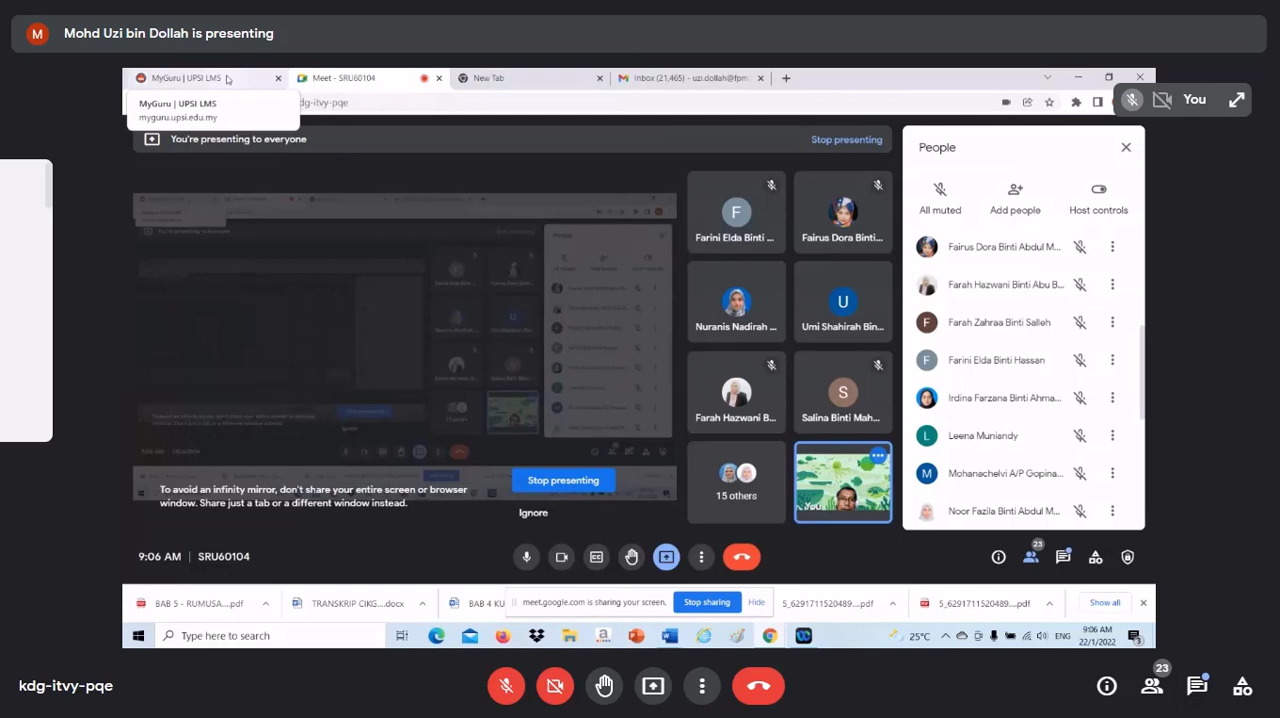 M Mohd Uzi bin Dollah is presenting
MyGuru | UPSI LMS
Meet - SRU60104
New Tab
Inbox (21,465) - uzi.dollah@fpm
MyGuru | UPSI LMS
myguru.upsi.edu.my
kdg-itvy-pqe
You
You're presenting to everyone
Stop presenting
People
All muted
Add people
Host controls
F
Farini Elda Binti ...
Fairus Dora Binti...
Nuranis Nadirah ...
U
Umi Shahirah Bin...
Farah Hazwani B...
S
Salina Binti Mah...
15 others
You
Fairus Dora Binti Abdul M...
Farah Hazwani Binti Abu B...
F Farah Zahraa Binti Salleh
F Farini Elda Binti Hassan
Irdina Farzana Binti Ahma...
L Leena Muniandy
M Mohanachelvi A/P Gopina...
Noor Fazila Binti Abdul M...
To avoid an infinity mirror, don't share your entire screen or browser
window. Share just a tab or a different window instead.
Stop presenting
Ignore
9:06 AM | SRU60104
23
BAB 5 - RUMUSA....pdf
TRANSKRIP CIKG....docx
BAB 4 KU
meet.google.com is sharing your screen.
Stop sharing
Hide
5_6291711520489....pdf
5_6291711520489....pdf
Show all
Type here to search
25°C
ENG
9:06 AM
22/1/2022
3
kdg-itvy-pqe
23